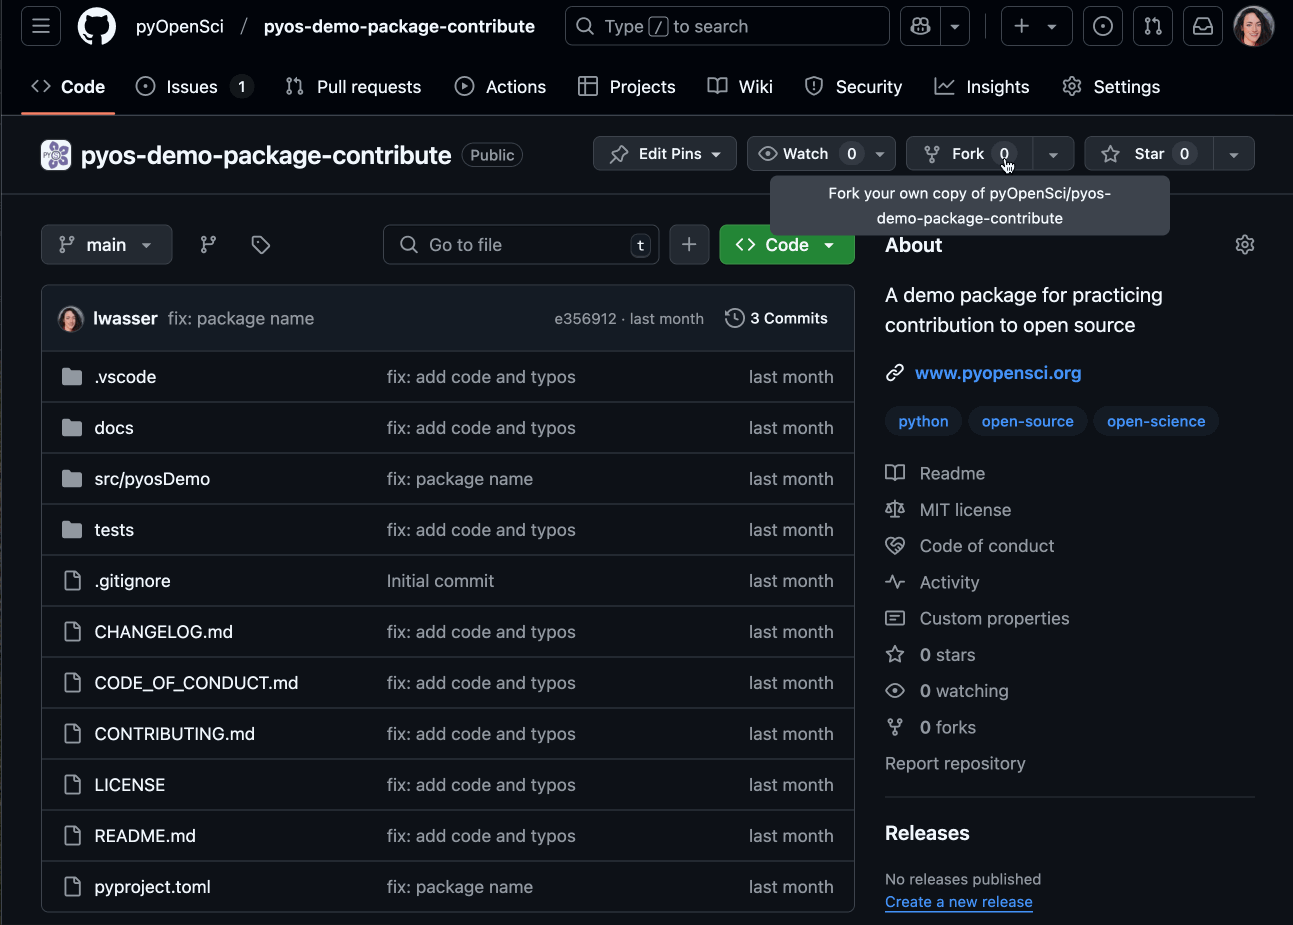 pyOpenSci / pyos-demo-package-contribute
Type / to search
Code
Issues 1
Pull requests
Actions
Projects
Wiki
Security
Insights
Settings
pyos-demo-package-contribute Public
Edit Pins
Watch 0
Fork 0
Star 0
Fork your own copy of pyOpenSci/pyos-
demo-package-contribute
main
Go to file t
Code
lwasser fix: package name e356912 · last month 3 Commits
.vscode fix: add code and typos last month
docs fix: add code and typos last month
src/pyosDemo fix: package name last month
tests fix: add code and typos last month
.gitignore Initial commit last month
CHANGELOG.md fix: add code and typos last month
CODE_OF_CONDUCT.md fix: add code and typos last month
CONTRIBUTING.md fix: add code and typos last month
LICENSE fix: add code and typos last month
README.md fix: add code and typos last month
pyproject.toml fix: package name last month
About
A demo package for practicing
contribution to open source
www.pyopensci.org
python open-source open-science
Readme
MIT license
Code of conduct
Activity
Custom properties
0 stars
0 watching
0 forks
Report repository
Releases
No releases published
Create a new release